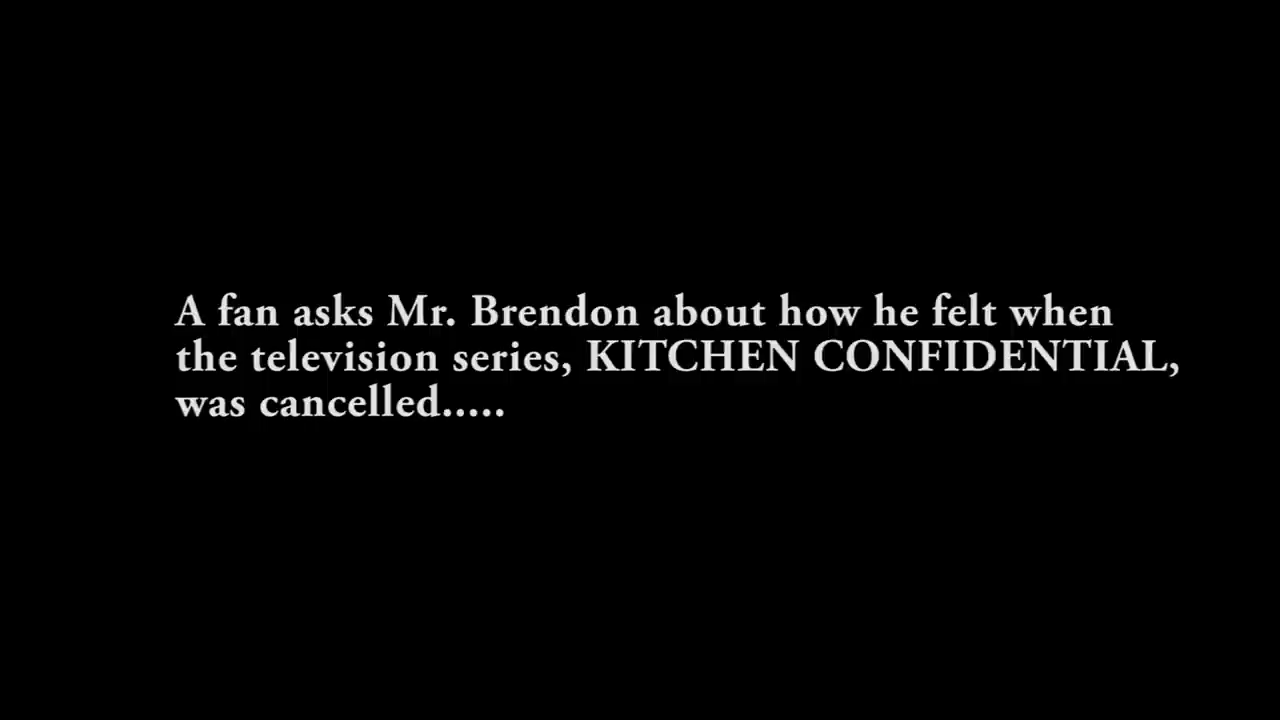 A fan asks Mr. Brendon about how he felt when
the television series, KITCHEN CONFIDENTIAL,
was cancelled.....